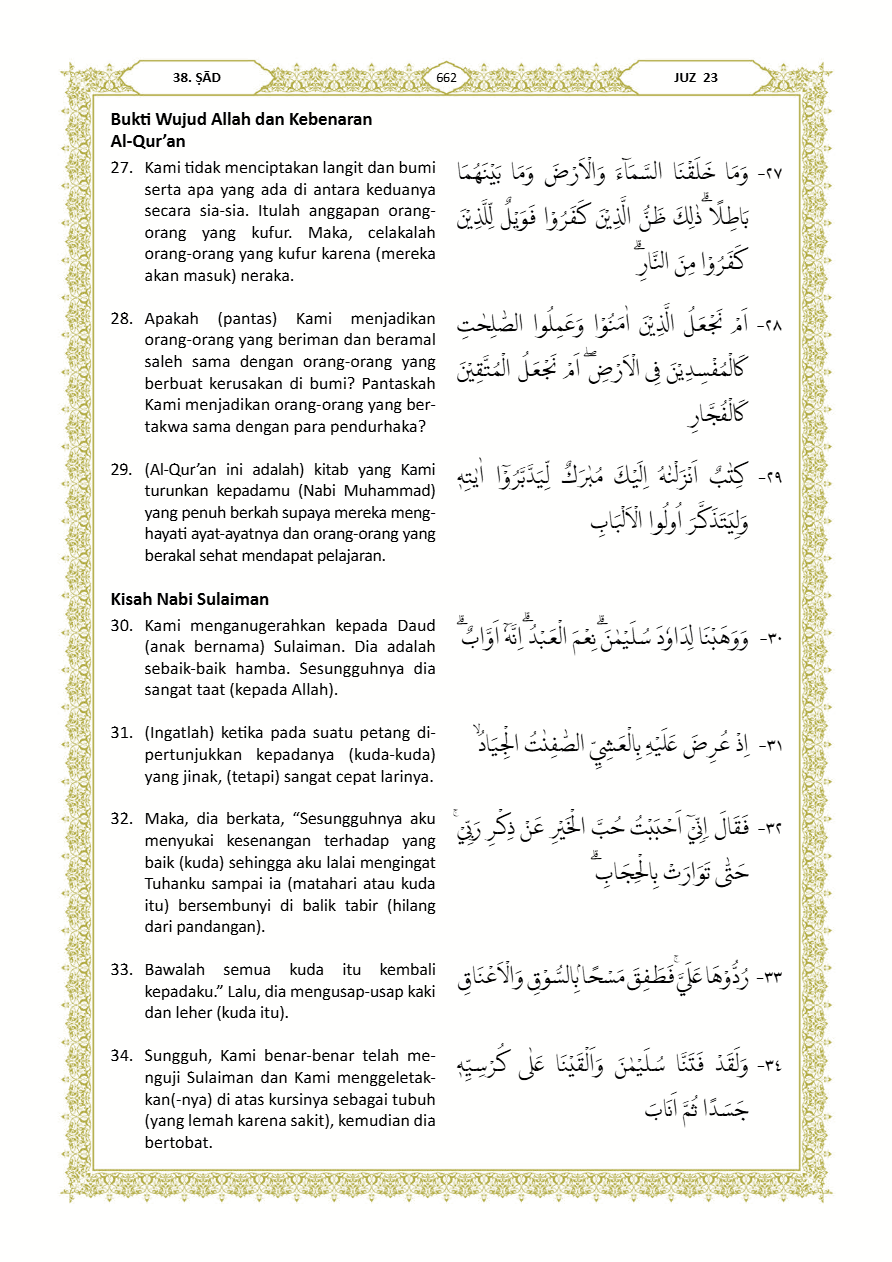 38. ṢĀD
662
JUZ 23
Bukti Wujud Allah dan Kebenaran
Al-Qur’an
27. Kami tidak menciptakan langit dan bumi
serta apa yang ada di antara keduanya
secara sia-sia. Itulah anggapan orang-
orang yang kufur. Maka, celakalah
orang-orang yang kufur karena (mereka
akan masuk) neraka.
٢٧- وَمَا خَلَقْنَا السَّمَاۤءَ وَالْاَرْضَ وَمَا بَيْنَهُمَا
بَاطِلًا ۗذٰلِكَ ظَنُّ الَّذِيْنَ كَفَرُوْا فَوَيْلٌ لِّلَّذِيْنَ
كَفَرُوْا مِنَ النَّارِۗ
28. Apakah (pantas) Kami menjadikan
orang-orang yang beriman dan beramal
saleh sama dengan orang-orang yang
berbuat kerusakan di bumi? Pantaskah
Kami menjadikan orang-orang yang ber-
takwa sama dengan para pendurhaka?
٢٨- اَمْ نَجْعَلُ الَّذِيْنَ اٰمَنُوْا وَعَمِلُوا الصّٰلِحٰتِ
كَالْمُفْسِدِيْنَ فِى الْاَرْضِۖ اَمْ نَجْعَلُ الْمُتَّقِيْنَ
كَالْفُجَّارِ
29. (Al-Qur’an ini adalah) kitab yang Kami
turunkan kepadamu (Nabi Muhammad)
yang penuh berkah supaya mereka meng-
hayati ayat-ayatnya dan orang-orang yang
berakal sehat mendapat pelajaran.
٢٩- كِتٰبٌ اَنْزَلْنٰهُ اِلَيْكَ مُبٰرَكٌ لِّيَدَّبَّرُوْٓا اٰيٰتِهٖ
وَلِيَتَذَكَّرَ اُولُوا الْاَلْبَابِ
Kisah Nabi Sulaiman
30. Kami menganugerahkan kepada Daud
(anak bernama) Sulaiman. Dia adalah
sebaik-baik hamba. Sesungguhnya dia
sangat taat (kepada Allah).
٣٠- وَوَهَبْنَا لِدَاوٗدَ سُلَيْمٰنَۗ نِعْمَ الْعَبْدُ ۗاِنَّهٗٓ اَوَّابٌۗ
31. (Ingatlah) ketika pada suatu petang di-
pertunjukkan kepadanya (kuda-kuda)
yang jinak, (tetapi) sangat cepat larinya.
٣١- اِذْ عُرِضَ عَلَيْهِ بِالْعَشِيِّ الصّٰفِنٰتُ الْجِيَادُۙ
32. Maka, dia berkata, “Sesungguhnya aku
menyukai kesenangan terhadap yang
baik (kuda) sehingga aku lalai mengingat
Tuhanku sampai ia (matahari atau kuda
itu) bersembunyi di balik tabir (hilang
dari pandangan).
٣٢- فَقَالَ اِنِّيْٓ اَحْبَبْتُ حُبَّ الْخَيْرِ عَنْ ذِكْرِ رَبِّيْۚ
حَتّٰى تَوَارَتْ بِالْحِجَابِۗ
33. Bawalah semua kuda itu kembali
kepadaku.” Lalu, dia mengusap-usap kaki
dan leher (kuda itu).
٣٣- رُدُّوْهَا عَلَيَّ ۚفَطَفِقَ مَسْحًا ۢبِالسُّوْقِ وَالْاَعْنَاقِ
34. Sungguh, Kami benar-benar telah me-
nguji Sulaiman dan Kami menggeletak-
kan(-nya) di atas kursinya sebagai tubuh
(yang lemah karena sakit), kemudian dia
bertobat.
٣٤- وَلَقَدْ فَتَنَّا سُلَيْمٰنَ وَاَلْقَيْنَا عَلٰى كُرْسِيِّهٖ
جَسَدًا ثُمَّ اَنَابَ